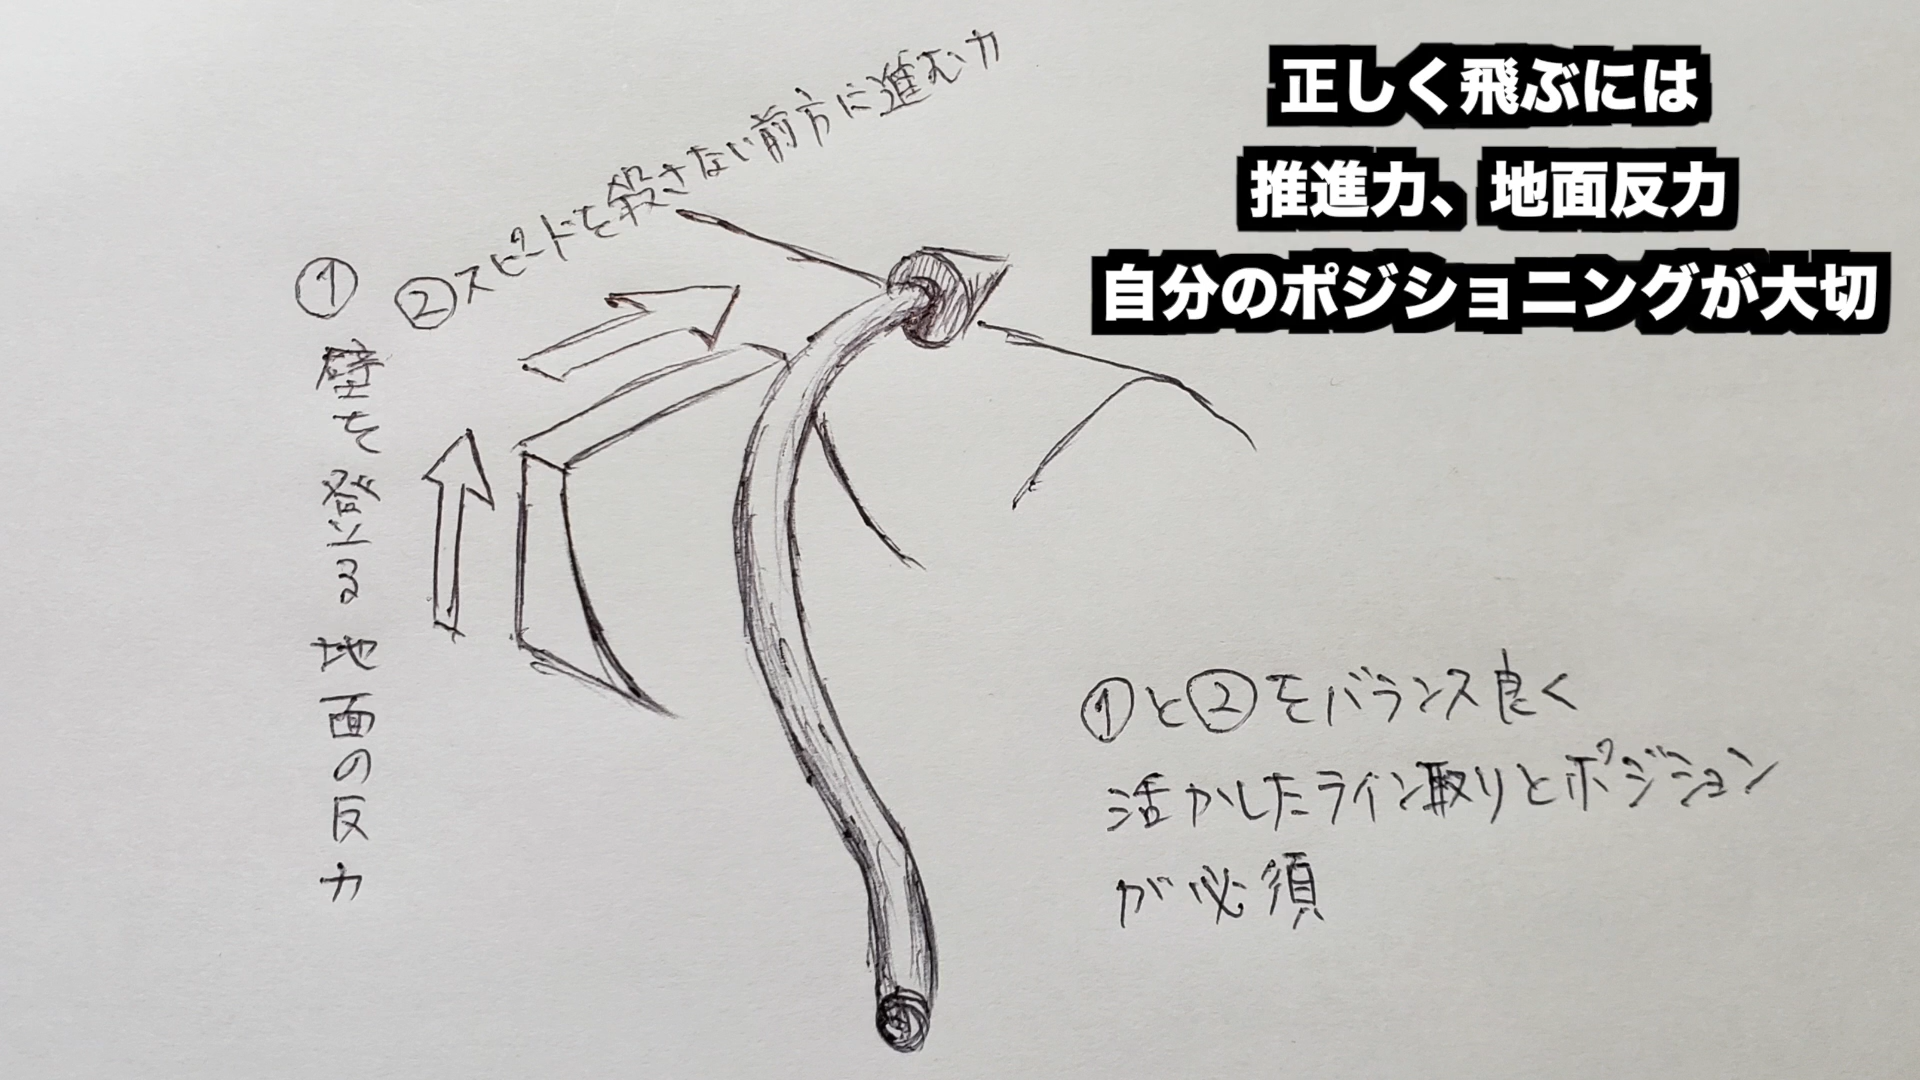 正しく飛ぶには
推進力、地面反力
自分のポジショニングが大切
②スピードを殺さない前方に進む力
①壁を登る地面の反力
①と②をバランス良く
活かしたライン取りとポジション
が必須